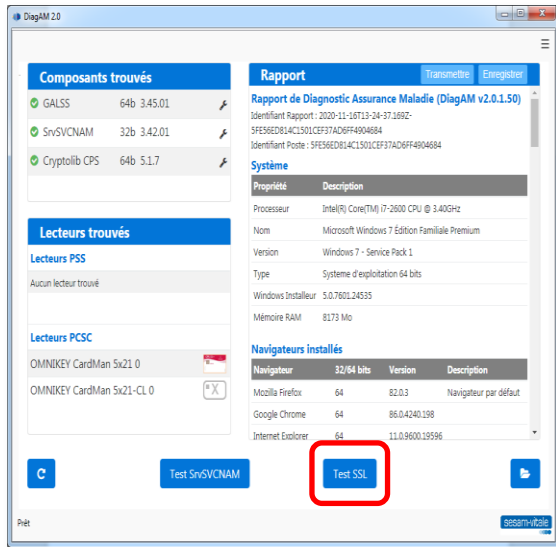 DiagAM 2.0
Composants trouvés
GALSS 64b 3.45.01
SrvSVCNAM 32b 3.42.01
Cryptolib CPS 64b 5.1.7
Lecteurs trouvés
Lecteurs PSS
Aucun lecteur trouvé
Lecteurs PCSC
OMNIKEY CardMan 5x21 0
OMNIKEY CardMan 5x21-CL 0
Rapport Transmettre Enregistrer
Rapport de Diagnostic Assurance Maladie (DiagAM v2.0.1.50)
Identifiant Rapport : 2020-11-16T13-24-37.169Z-
5FE56ED814C1501CEF37AD6FF4904684
Identifiant Poste : 5FE56ED814C1501CEF37AD6FF4904684
Système
Propriété Description
Processeur Intel(R) Core(TM) i7-2600 CPU @ 3.40GHz
Nom Microsoft Windows 7 Édition Familiale Premium
Version Windows 7 - Service Pack 1
Type Systeme d'exploitation 64 bits
Windows Installeur 5.0.7601.24535
Mémoire RAM 8173 Mo
Navigateurs installés
Navigateur 32/64 bits Version Description
Mozilla Firefox 64 82.0.3 Navigateur par défaut
Google Chrome 64 86.0.4240.198
Internet Explorer 64 11.0.9600.19596
Test SrvSVCNAM
Test SSL
Prêt
sesam-vitale